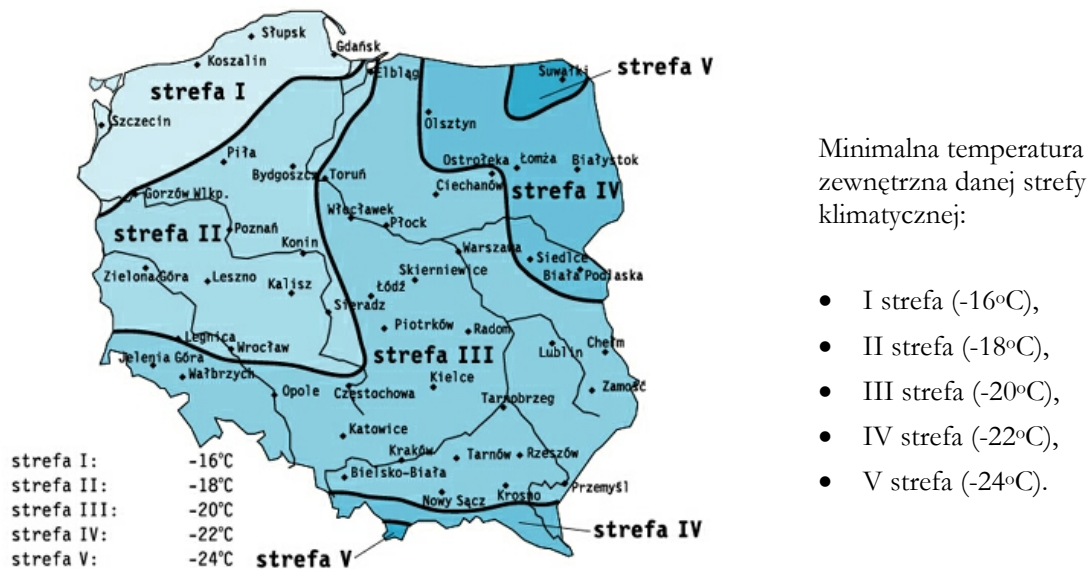 Słupsk
Gdańsk
Koszalin
Elbląg
Suwałki
strefa V
strefa I
Szczecin
Olsztyn
Piła
Ostrołęka
Łomża
Białystok
Bydgoszcz
Toruń
Ciechanów
Gorzów Wlkp.
strefa IV
Włocławek
Płock
strefa II
Poznań
Konin
Warszawa
Siedlce
Zielona Góra
Leszno
Kalisz
Skierniewice
Biała Podlaska
Łódź
Sieradz
Piotrków
Radom
Legnica
Wrocław
strefa III
Lublin
Chełm
Jelenia Góra
Wałbrzych
Opole
Częstochowa
Kielce
Zamość
Tarnobrzeg
Katowice
Kraków
Tarnów
Rzeszów
Bielsko-Biała
Nowy Sącz
Krosno
Przemyśl
strefa IV
strefa V
strefa I: -16°C
strefa II: -18°C
strefa III: -20°C
strefa IV: -22°C
strefa V: -24°C
Minimalna temperatura
zewnętrzna danej strefy
klimatycznej:
• I strefa (-16°C),
• II strefa (-18°C),
• III strefa (-20°C),
• IV strefa (-22°C),
• V strefa (-24°C).